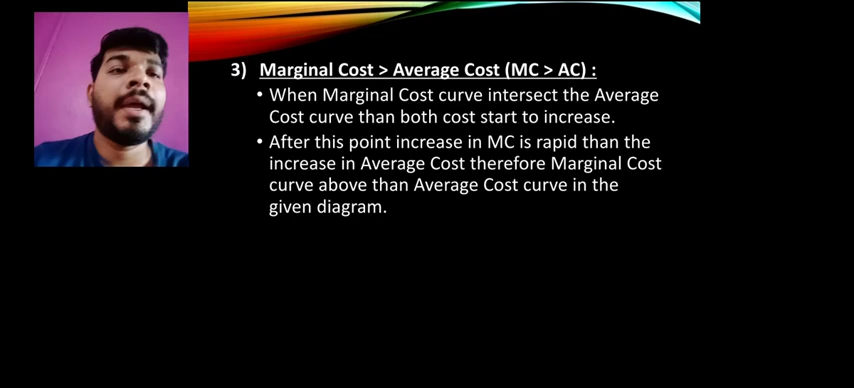 3) Marginal Cost > Average Cost (MC > AC) :
• When Marginal Cost curve intersect the Average
Cost curve than both cost start to increase.
• After this point increase in MC is rapid than the
increase in Average Cost therefore Marginal Cost
curve above than Average Cost curve in the
given diagram.